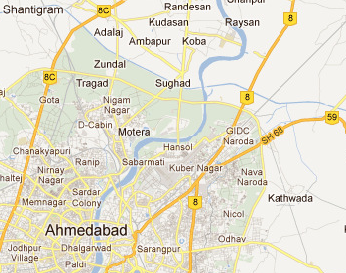 Randesan
Shantigram
8C
Kudasan
Raysan
8
Adalaj
Ambapur
Koba
Zundal
8C
Tragad
Sughad
Gota
Nigam
Nagar
8
D-Cabin
Motera
GIDC
Naroda
SH 68
59
Chanakyapuri
Hansol
Ranip
Sabarmati
Kuber Nagar
Nirnay
Nagar
Nava
Naroda
Sardar
Colony
Kathwada
Memnagar
8
Nicol
Ahmedabad
Odhav
Jodhpur
Village
Dhalgarwad
Sarangpur
Paldi